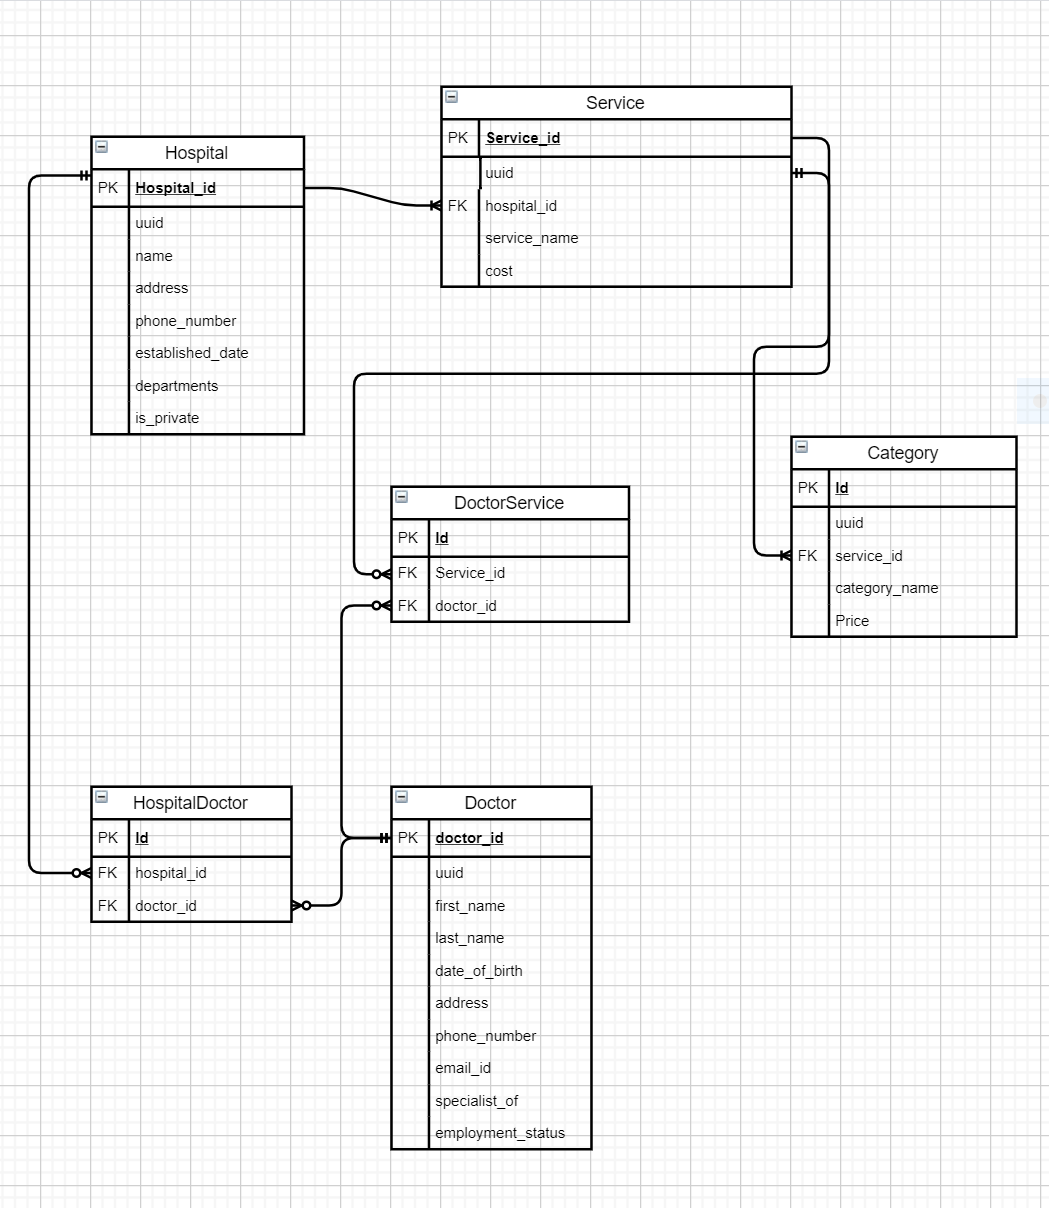 Service
PK Service_id
uuid
FK hospital_id
service_name
cost
Hospital
PK Hospital_id
uuid
name
address
phone_number
established_date
departments
is_private
Category
PK Id
uuid
FK service_id
category_name
Price
DoctorService
PK Id
FK Service_id
FK doctor_id
HospitalDoctor
PK Id
FK hospital_id
FK doctor_id
Doctor
PK doctor_id
uuid
first_name
last_name
date_of_birth
address
phone_number
email_id
specialist_of
employment_status